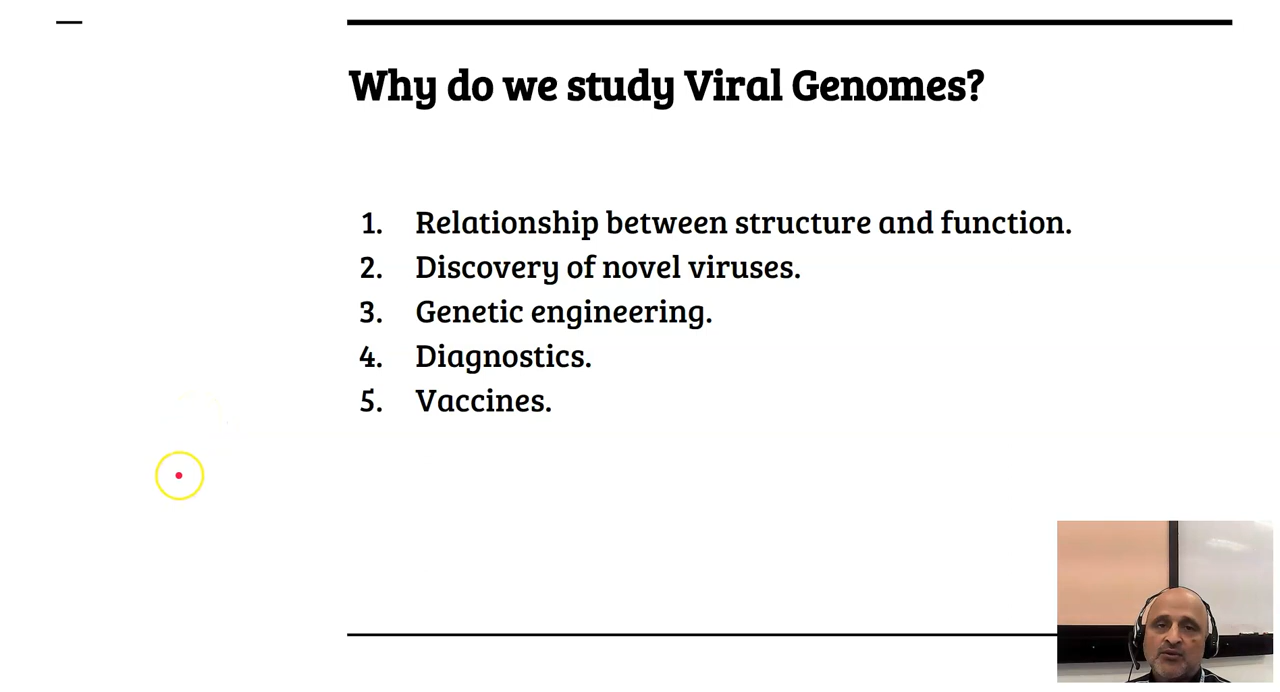 Why do we study Viral Genomes?
1. Relationship between structure and function.
2. Discovery of novel viruses.
3. Genetic engineering.
4. Diagnostics.
5. Vaccines.